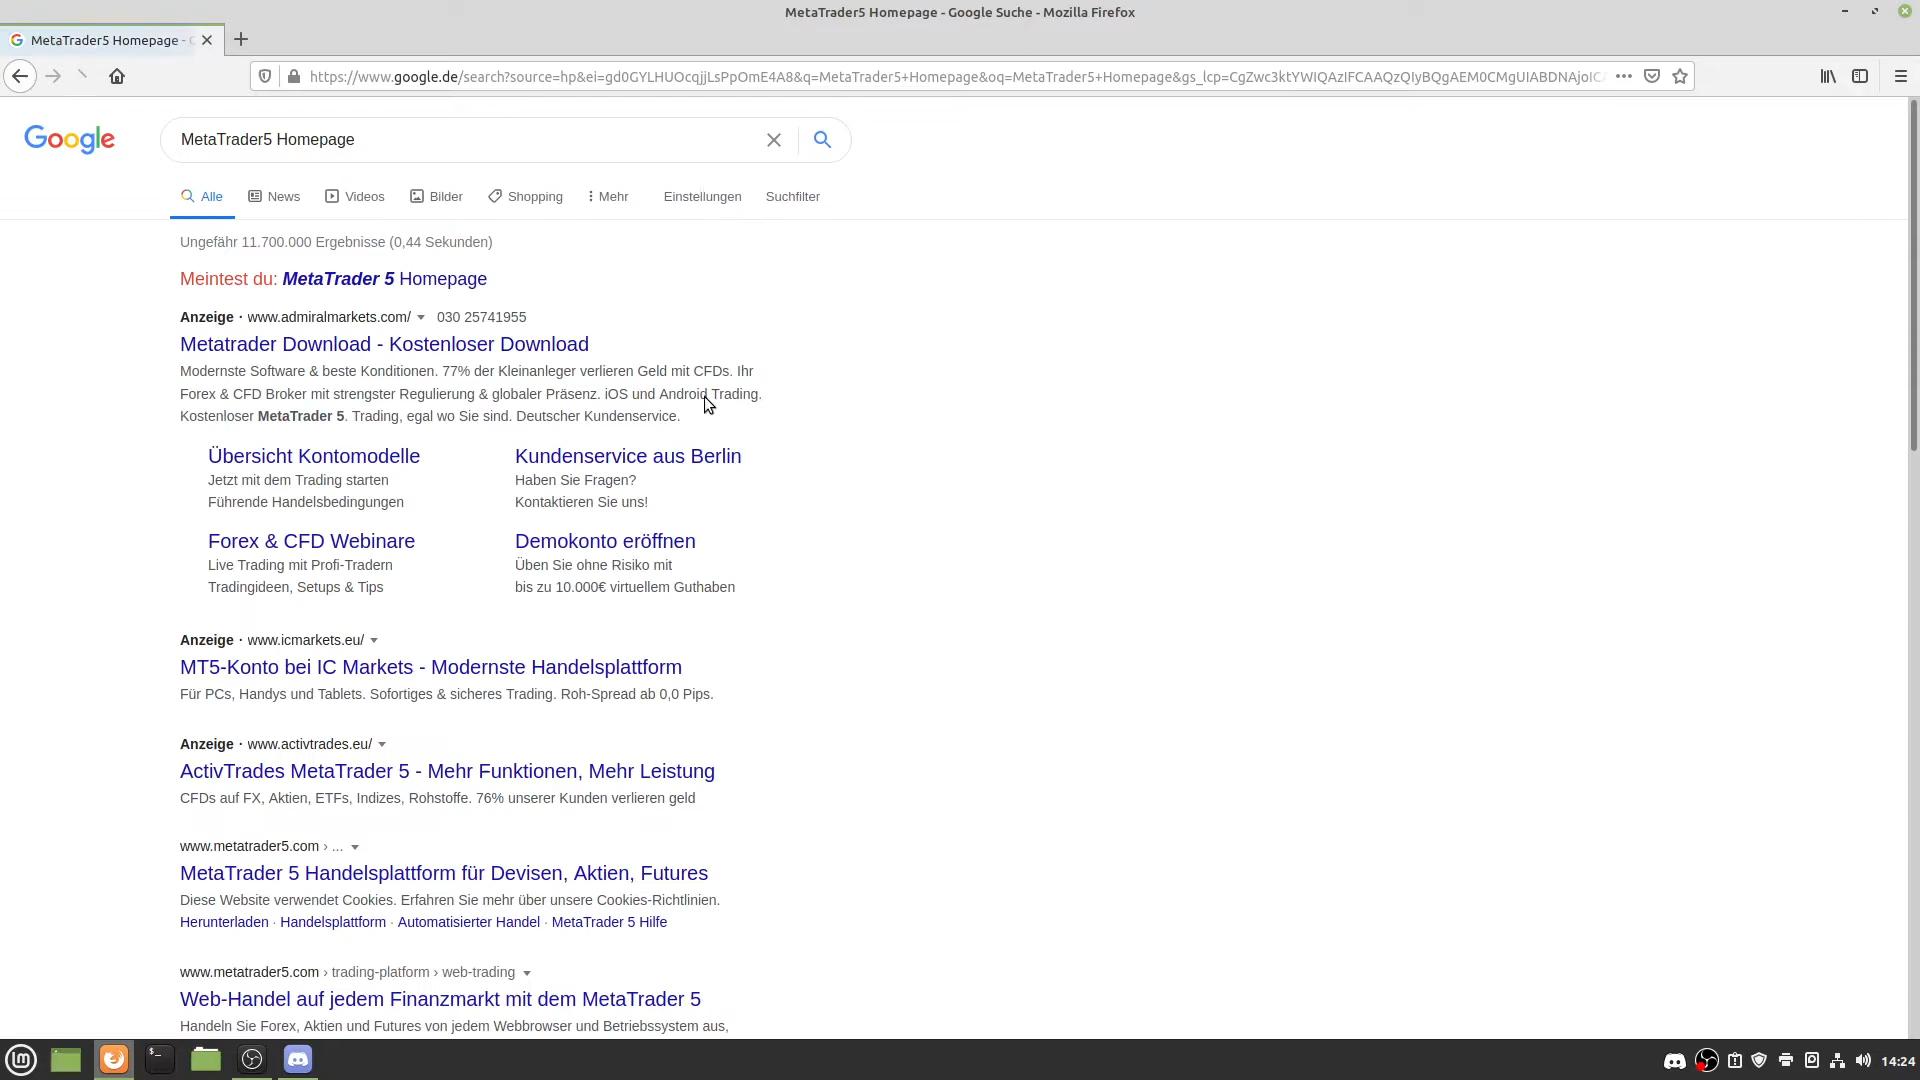 MetaTrader5 Homepage - Google Suche - Mozilla Firefox
MetaTrader5 Homepage -
https://www.google.de/search?source=hp&ei=gd0GYLHUOcqjjLsPpOmE4A8&q=MetaTrader5+Homepage&oq=MetaTrader5+Homepage&gs_lcp=CgZwc3ktYWIQAzIFCAAQzQIyBQgAEM0CMgUIABDNAjoIC
Google
MetaTrader5 Homepage
Alle News Videos Bilder Shopping Mehr Einstellungen Suchfilter
Ungefähr 11.700.000 Ergebnisse (0,44 Sekunden)
Meintest du: MetaTrader 5 Homepage
Anzeige · www.admiralmarkets.com/ 030 25741955
Metatrader Download - Kostenloser Download
Modernste Software & beste Konditionen. 77% der Kleinanleger verlieren Geld mit CFDs. Ihr
Forex & CFD Broker mit strengster Regulierung & globaler Präsenz. iOS und Android Trading.
Kostenloser MetaTrader 5. Trading, egal wo Sie sind. Deutscher Kundenservice.
Übersicht Kontomodelle
Jetzt mit dem Trading starten
Führende Handelsbedingungen
Kundenservice aus Berlin
Haben Sie Fragen?
Kontaktieren Sie uns!
Forex & CFD Webinare
Live Trading mit Profi-Tradern
Tradingideen, Setups & Tips
Demokonto eröffnen
Üben Sie ohne Risiko mit
bis zu 10.000€ virtuellem Guthaben
Anzeige · www.icmarkets.eu/
MT5-Konto bei IC Markets - Modernste Handelsplattform
Für PCs, Handys und Tablets. Sofortiges & sicheres Trading. Roh-Spread ab 0,0 Pips.
Anzeige · www.activtrades.eu/
ActivTrades MetaTrader 5 - Mehr Funktionen, Mehr Leistung
CFDs auf FX, Aktien, ETFs, Indizes, Rohstoffe. 76% unserer Kunden verlieren geld
www.metatrader5.com › ...
MetaTrader 5 Handelsplattform für Devisen, Aktien, Futures
Diese Website verwendet Cookies. Erfahren Sie mehr über unsere Cookies-Richtlinien.
Herunterladen · Handelsplattform · Automatisierter Handel · MetaTrader 5 Hilfe
www.metatrader5.com › trading-platform › web-trading
Web-Handel auf jedem Finanzmarkt mit dem MetaTrader 5
Handeln Sie Forex, Aktien und Futures von jedem Webbrowser und Betriebssystem aus,
14:24